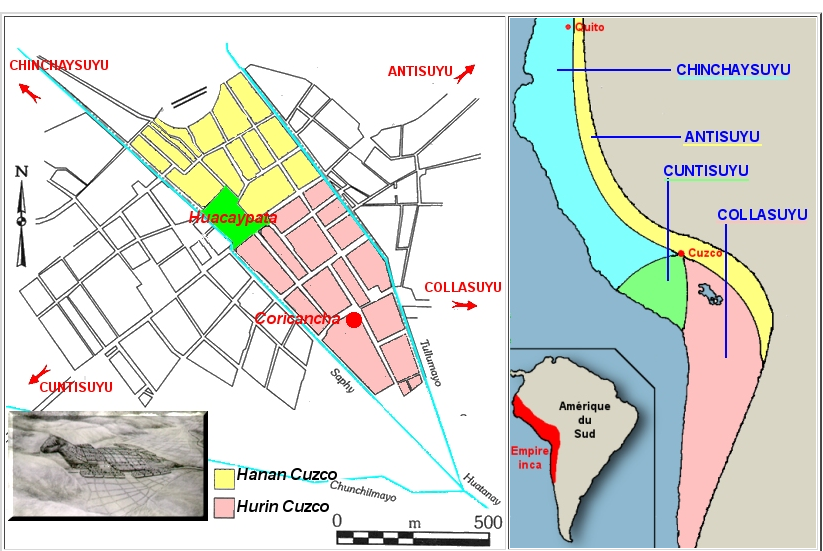 CHINCHAYSUYU
ANTISUYU
N
Huacaypata
COLLASUYU
Coricancha
Tullumayo
Saphy
CUNTISUYU
Hanan Cuzco
Chunchilmayo
Huatanay
Hurin Cuzco
0 m 500
Quito
CHINCHAYSUYU
ANTISUYU
CUNTISUYU
COLLASUYU
Cuzco
Amérique
du
Sud
Empire
inca